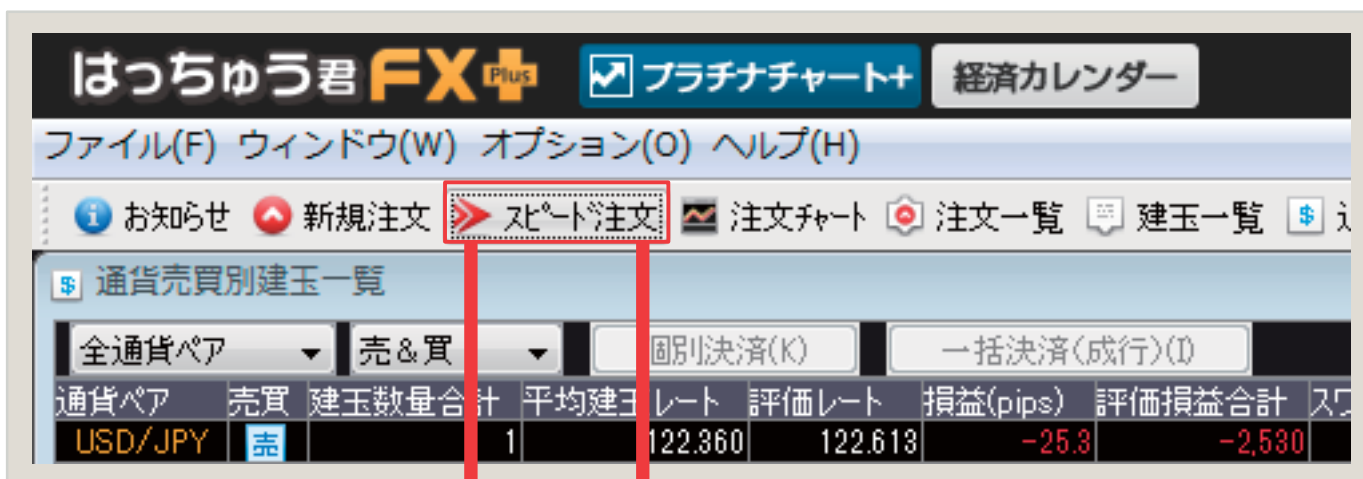 はっちゅう君FX Plus プラチナチャート+ 経済カレンダー
ファイル(F) ウィンドウ(W) オプション(O) ヘルプ(H)
お知らせ 新規注文 スピード注文 注文チャート 注文一覧 建玉一覧
通貨売買別建玉一覧
全通貨ペア 売&買 個別決済(K) 一括決済(成行)(I)
通貨ペア 売買 建玉数量合計 平均建玉レート 評価レート 損益(pips) 評価損益合計
USD/JPY 売 1 122.360 122.613 -25.3 -2,530